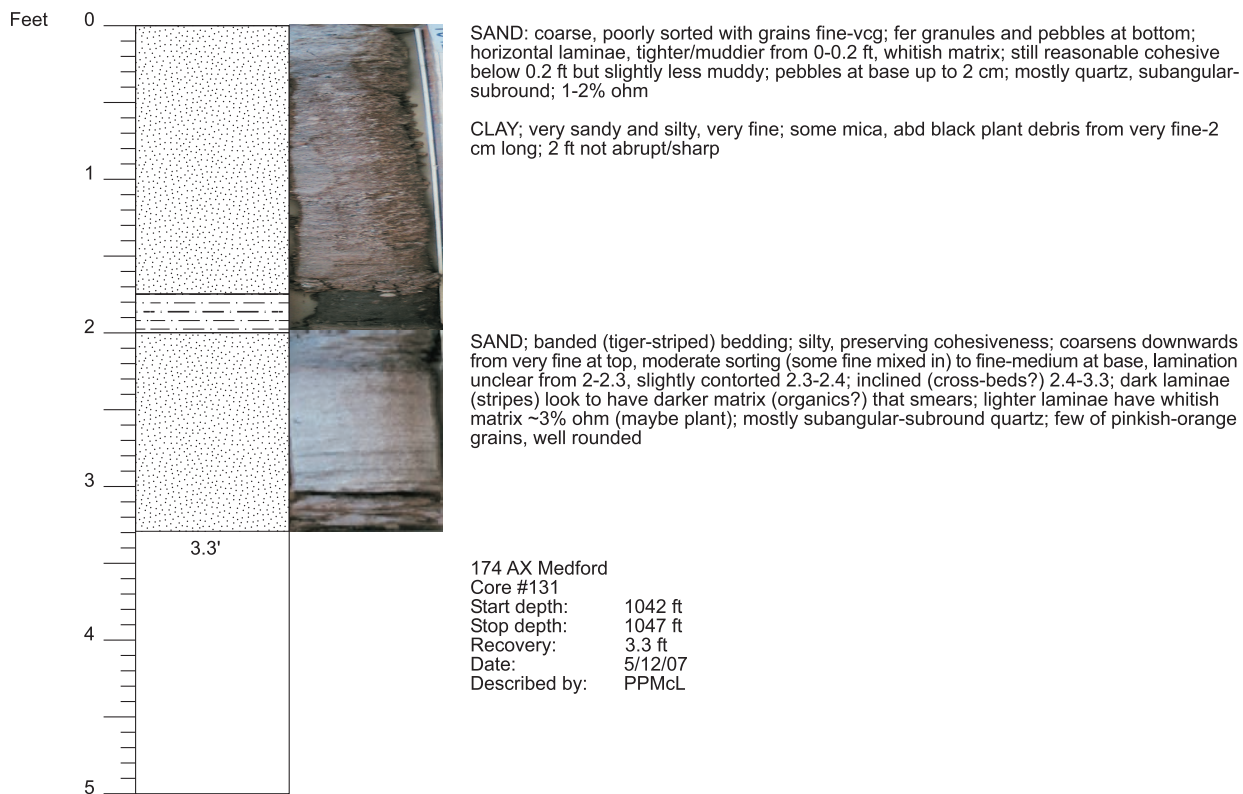 Feet
0
SAND: coarse, poorly sorted with grains fine-vcg; fer granules and pebbles at bottom;
horizontal laminae, tighter/muddier from 0-0.2 ft, whitish matrix; still reasonable cohesive
below 0.2 ft but slightly less muddy; pebbles at base up to 2 cm; mostly quartz, subangular-
subround; 1-2% ohm
CLAY; very sandy and silty, very fine; some mica, abd black plant debris from very fine-2
cm long; 2 ft not abrupt/sharp
1
2
SAND; banded (tiger-striped) bedding; silty, preserving cohesiveness; coarsens downwards
from very fine at top, moderate sorting (some fine mixed in) to fine-medium at base, lamination
unclear from 2-2.3, slightly contorted 2.3-2.4; inclined (cross-beds?) 2.4-3.3; dark laminae
(stripes) look to have darker matrix (organics?) that smears; lighter laminae have whitish
matrix ~3% ohm (maybe plant); mostly subangular-subround quartz; few of pinkish-orange
grains, well rounded
3
3.3'
174 AX Medford
Core #131
Start depth: 1042 ft
Stop depth: 1047 ft
Recovery: 3.3 ft
Date: 5/12/07
Described by: PPMcL
4
5